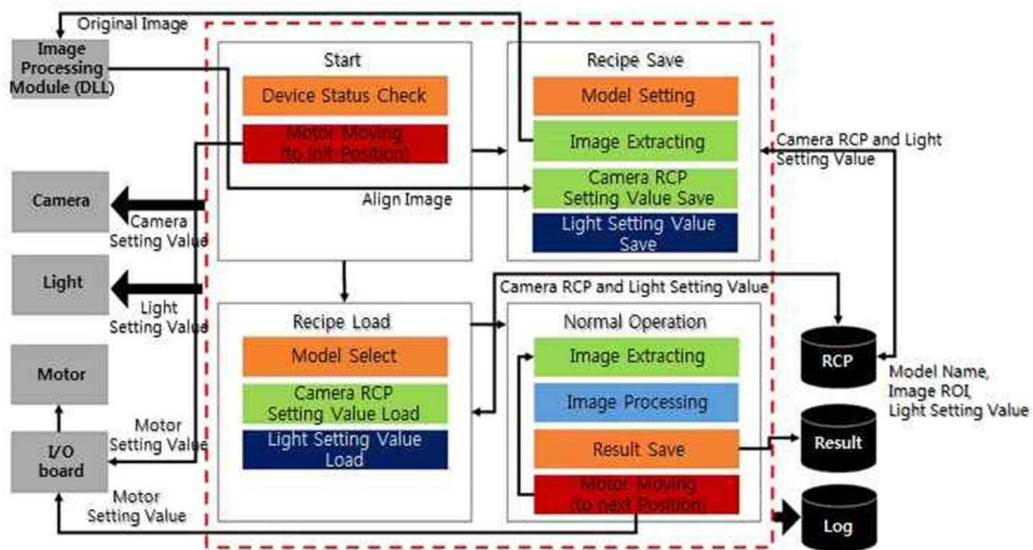 Original Image
Image
Processing
Module (DLL)
Start
Device Status Check
Motor Moving
(to init Position)
Recipe Save
Model Setting
Image Extracting
Camera RCP
Setting Value Save
Light Setting Value
Save
Camera RCP and Light
Setting Value
Align Image
Camera
Camera
Setting Value
Light
Light
Setting Value
Camera RCP and Light Setting Value
Recipe Load
Model Select
Camera RCP
Setting Value Load
Light Setting Value
Load
Normal Operation
Image Extracting
Image Processing
Result Save
Motor Moving
(to next Position)
Motor
Motor
Setting Value
I/O
board
Motor
Setting Value
RCP
Model Name,
Image ROI,
Light Setting Value
Result
Log